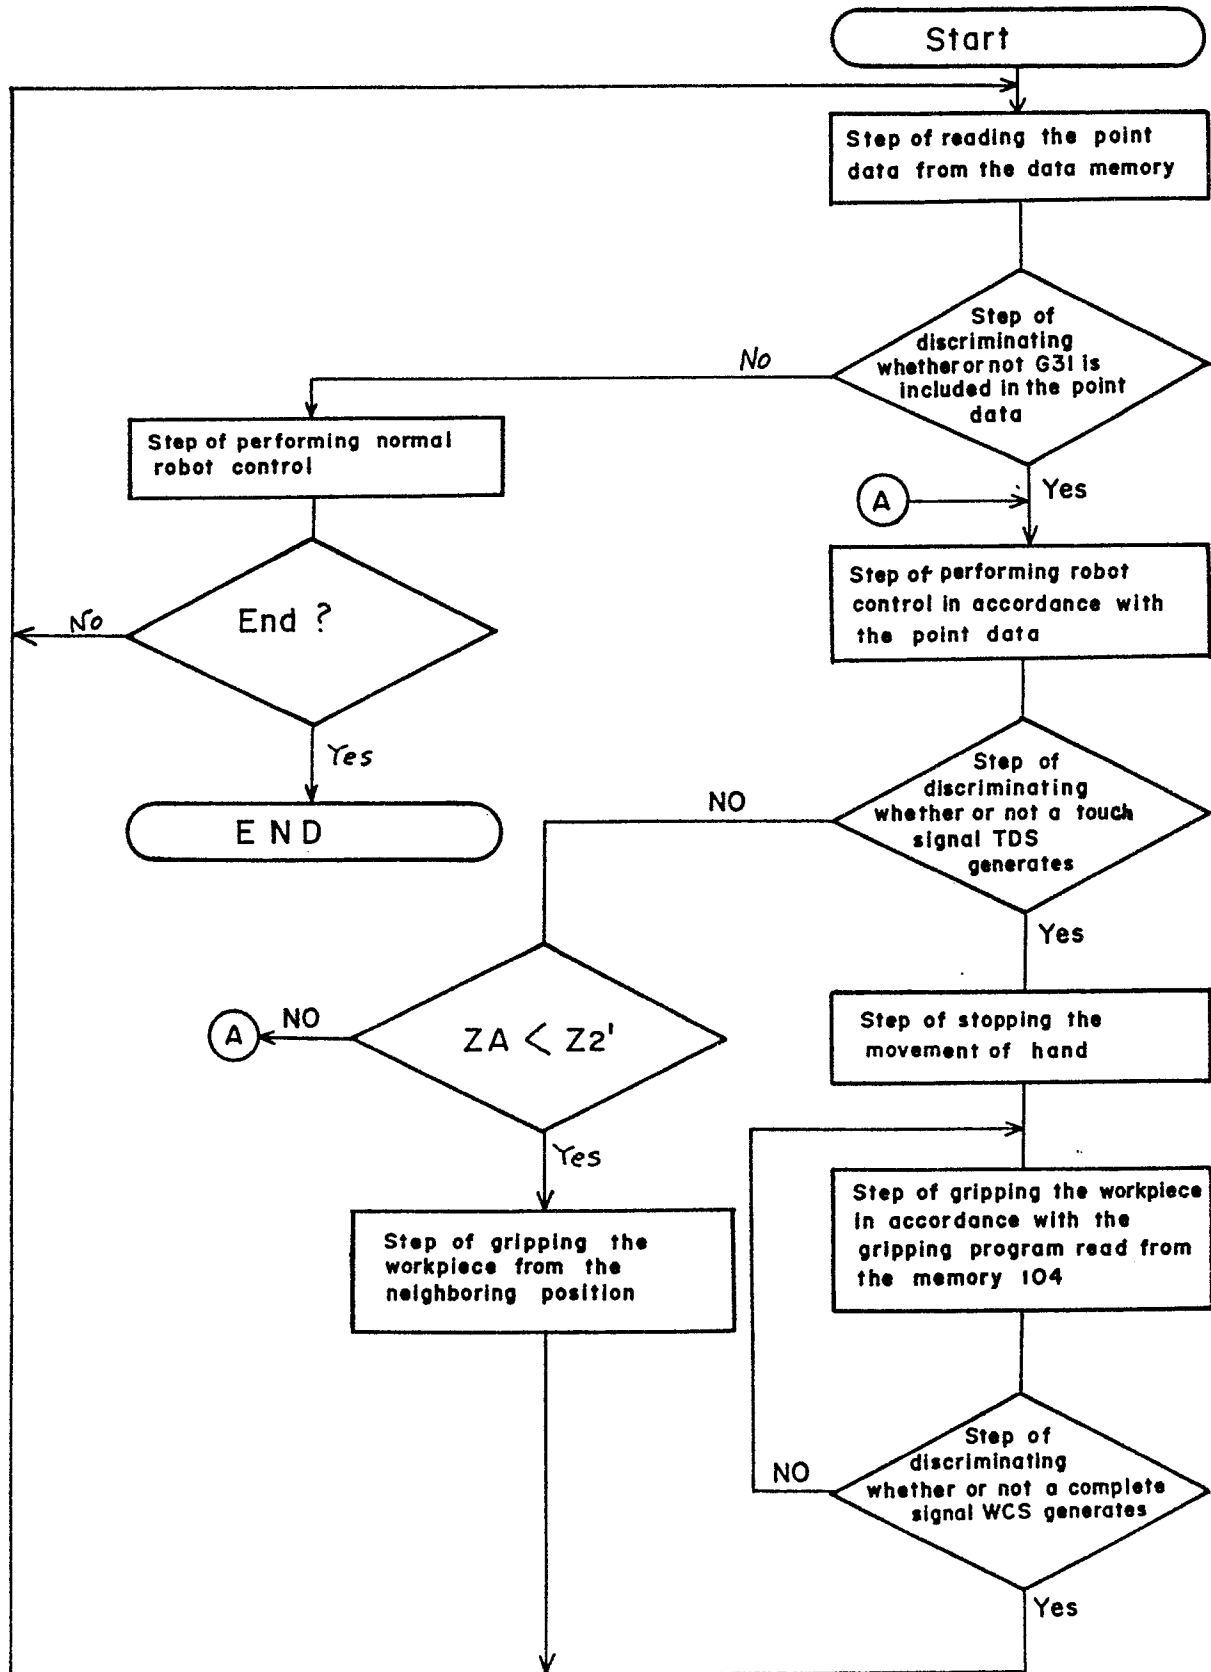 Start
Step of reading the point
data from the data memory
Step of
discriminating
whether or not G31 is
included in the point
data
No
Step of performing normal
robot control
A
Yes
Step of performing robot
control in accordance with
the point data
End ?
No
Yes
END
Step of
discriminating
whether or not a touch
signal TDS
generates
NO
Yes
ZA < Z2'
A
NO
Yes
Step of stopping the
movement of hand
Step of gripping the workpiece
in accordance with the
gripping program read from
the memory 104
Step of gripping the
workpiece from the
neighboring position
Step of
discriminating
whether or not a complete
signal WCS generates
NO
Yes